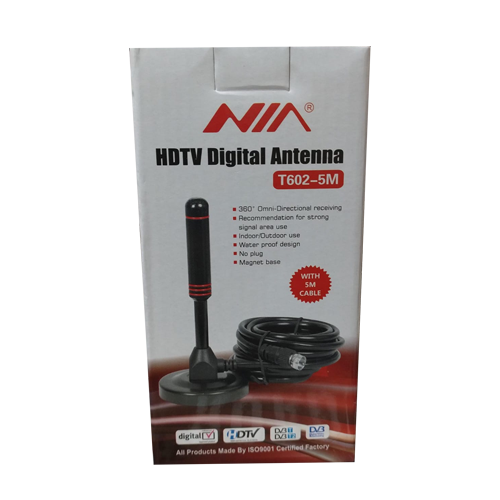 NIA®
HDTV Digital Antenna
T602-5M
360° Omni-Directional receiving
Recommendation for strong
signal area use
Indoor/Outdoor use
Water proof design
No plug
Magnet base
WITH
5M
CABLE
digital TV HDTV DVB T DVB T2 DVB
All Products Made By ISO9001 Certified Factory